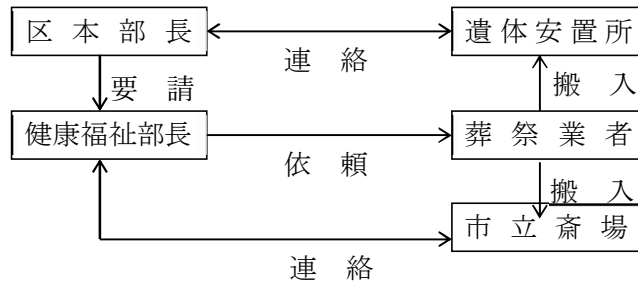 区本部長
遺体安置所
連絡
要請
搬入
健康福祉部長
葬祭業者
依頼
搬入
市立斎場
連絡